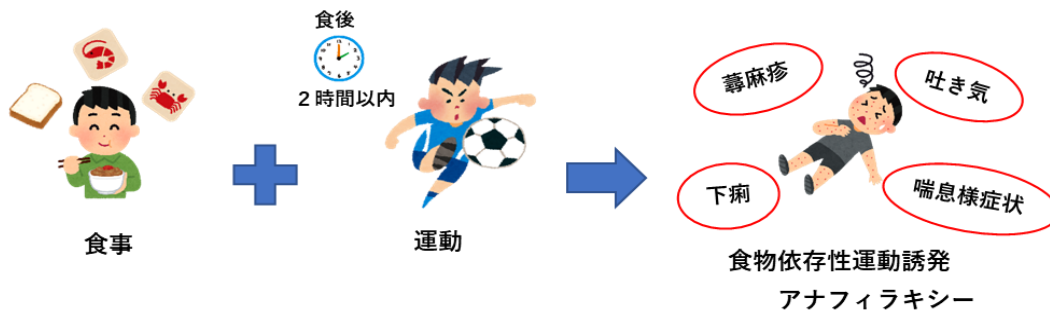 食後
２時間以内
食事
運動
蕁麻疹
吐き気
下痢
喘息様症状
食物依存性運動誘発
アナフィラキシー